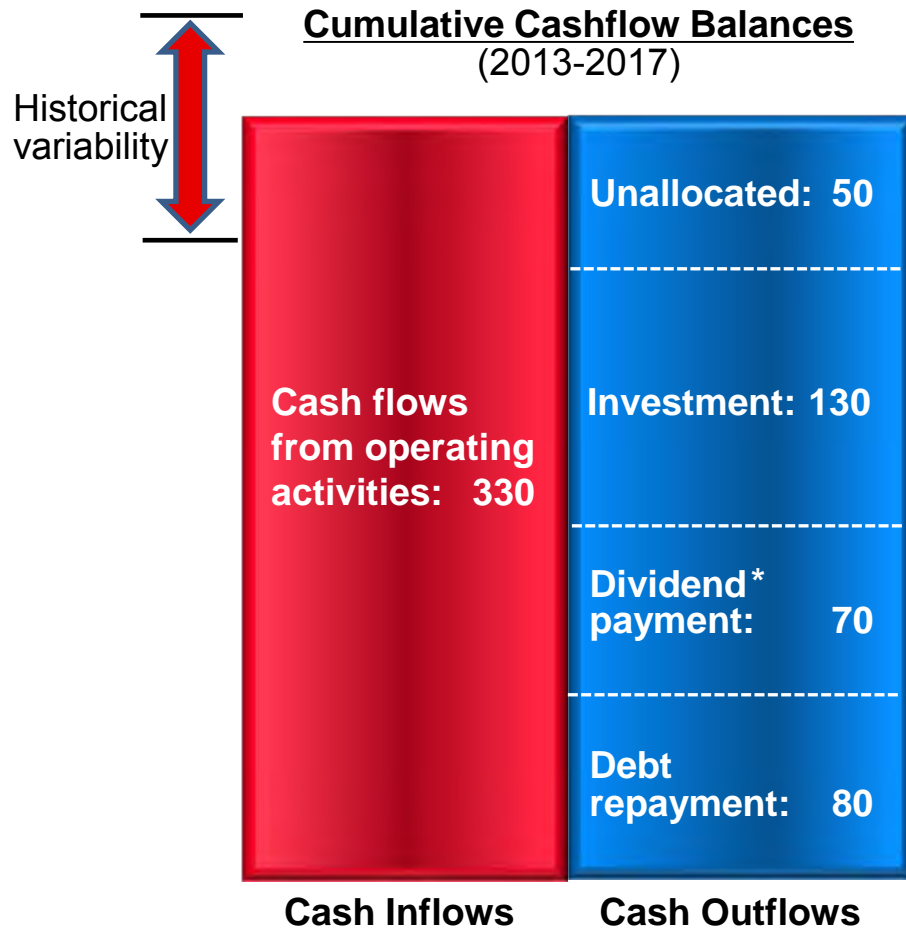 Cumulative Cashflow Balances
(2013-2017)
Historical
variability
Cash flows
from operating
activities: 330
Unallocated: 50
Investment: 130
Dividend*
payment: 70
Debt
repayment: 80
Cash Inflows
Cash Outflows